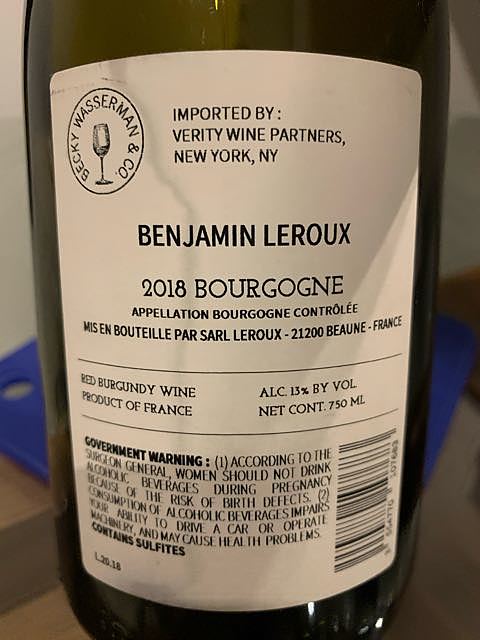 BECKY WASSERMAN & CO.
IMPORTED BY:
VERITY WINE PARTNERS,
NEW YORK, NY
BENJAMIN LEROUX
2018 BOURGOGNE
APPELLATION BOURGOGNE CONTRÔLÉE
MIS EN BOUTEILLE PAR SARL LEROUX - 21200 BEAUNE - FRANCE
RED BURGUNDY WINE
PRODUCT OF FRANCE
ALC. 13% BY VOL.
NET CONT. 750 ML
GOVERNMENT WARNING: (1) ACCORDING TO THE
SURGEON GENERAL, WOMEN SHOULD NOT DRINK
ALCOHOLIC BEVERAGES DURING PREGNANCY
BECAUSE OF THE RISK OF BIRTH DEFECTS. (2)
CONSUMPTION OF ALCOHOLIC BEVERAGES IMPAIRS
YOUR ABILITY TO DRIVE A CAR OR OPERATE
MACHINERY, AND MAY CAUSE HEALTH PROBLEMS.
CONTAINS SULFITES
L.20.18